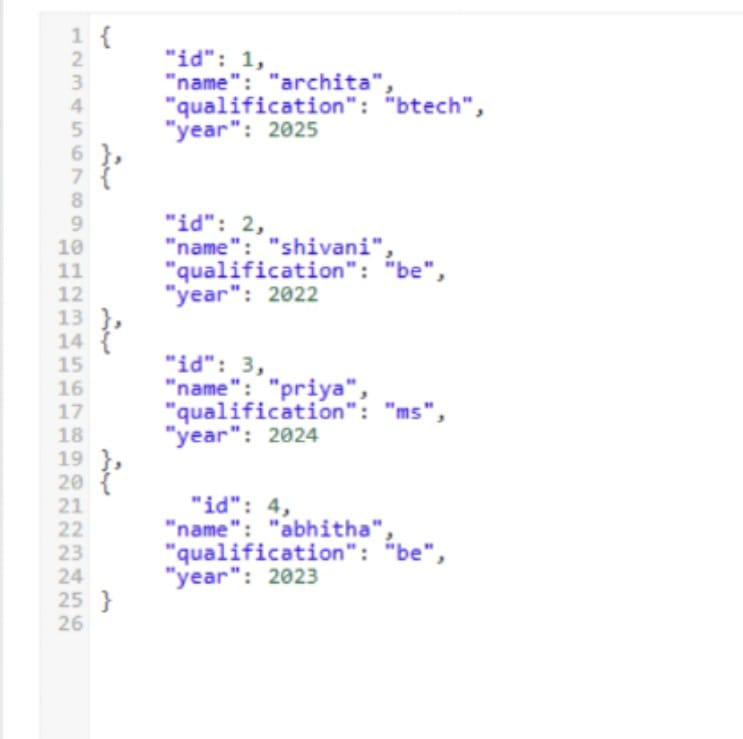 1 {
2 "id": 1,
3 "name": "archita",
4 "qualification": "btech",
5 "year": 2025
6 },
7 {
8
9 "id": 2,
10 "name": "shivani",
11 "qualification": "be",
12 "year": 2022
13 },
14 {
15 "id": 3,
16 "name": "priya",
17 "qualification": "ms",
18 "year": 2024
19 },
20 {
21 "id": 4,
22 "name": "abhitha",
23 "qualification": "be",
24 "year": 2023
25 }
26